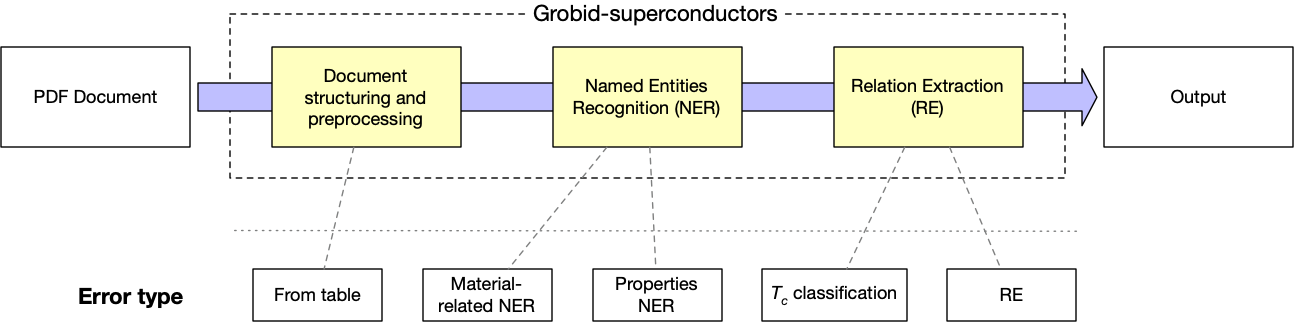 Grobid-superconductors
PDF Document
Document
structuring and
preprocessing
Named Entities
Recognition (NER)
Relation Extraction
(RE)
Output
Error type
From table
Material-
related NER
Properties
NER
Tc classification
RE